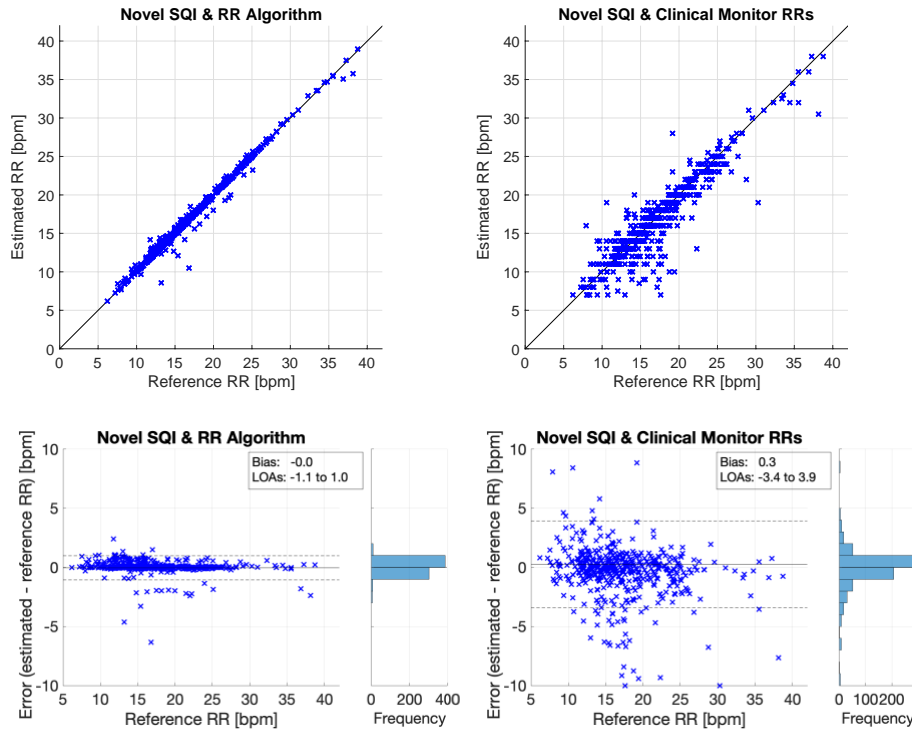 Novel SQI & RR Algorithm
Estimated RR [bpm]
40
35
30
25
20
15
10
5
0
0 5 10 15 20 25 30 35 40
Reference RR [bpm]
Novel SQI & Clinical Monitor RRs
Estimated RR [bpm]
40
35
30
25
20
15
10
5
0
0 5 10 15 20 25 30 35 40
Reference RR [bpm]
Novel SQI & RR Algorithm
Error (estimated - reference RR) [bpm]
10
5
0
-5
-10
Bias: -0.0
LOAs: -1.1 to 1.0
5 10 15 20 25 30 35 40
Reference RR [bpm]
0 200 400
Frequency
Novel SQI & Clinical Monitor RRs
Error (estimated - reference RR) [bpm]
10
5
0
-5
-10
Bias: 0.3
LOAs: -3.4 to 3.9
5 10 15 20 25 30 35 40
Reference RR [bpm]
0 100200
Frequency